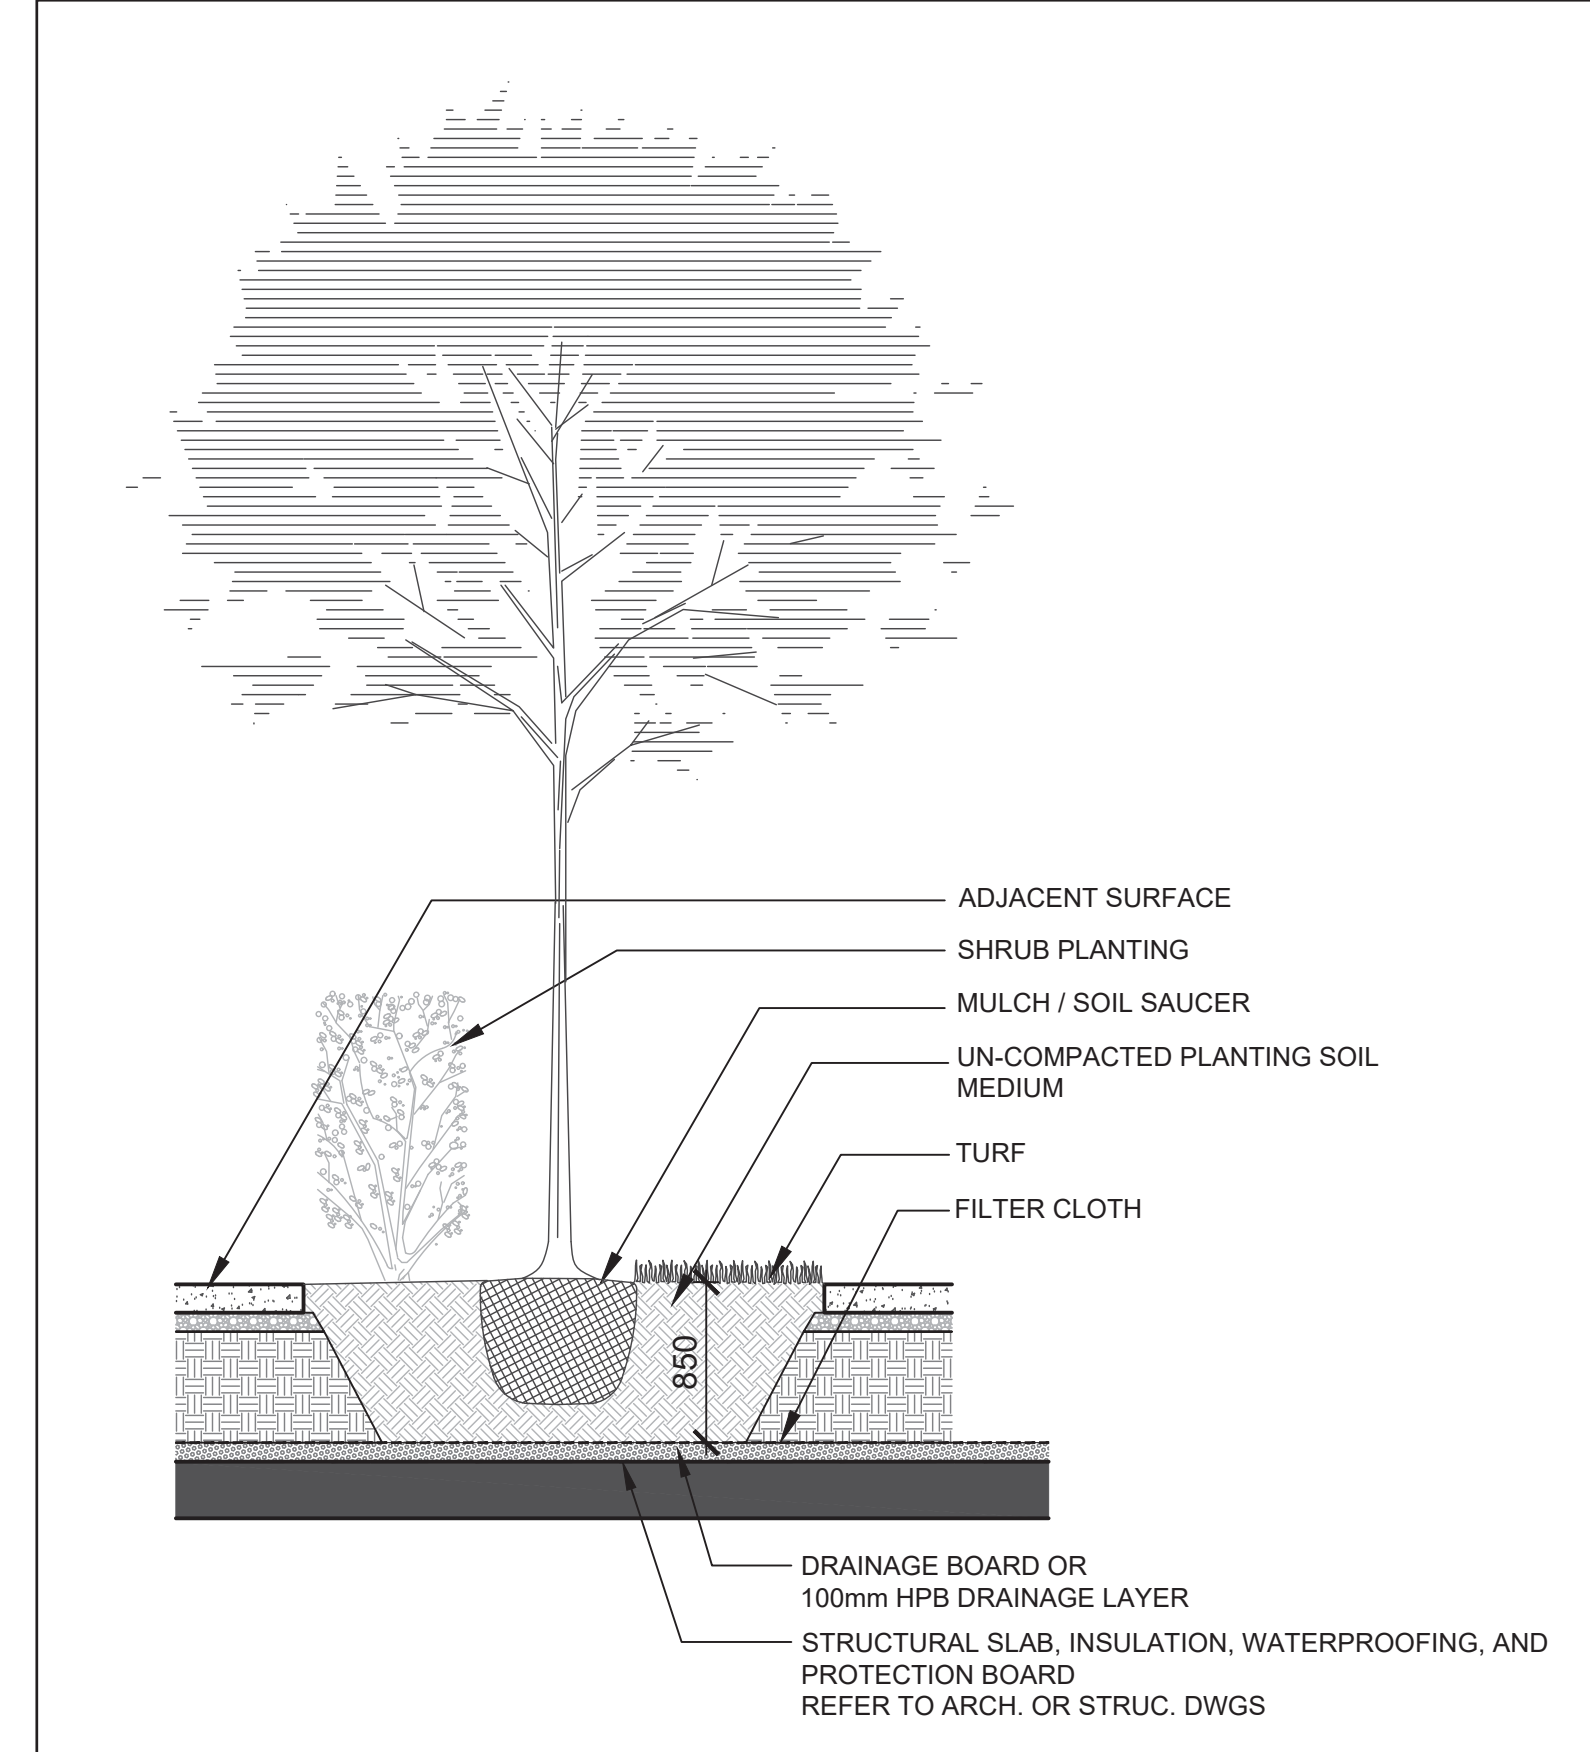 ADJACENT SURFACE
SHRUB PLANTING
MULCH / SOIL SAUCER
UN-COMPACTED PLANTING SOIL
MEDIUM
TURF
FILTER CLOTH
850
DRAINAGE BOARD OR
100mm HPB DRAINAGE LAYER
STRUCTURAL SLAB, INSULATION, WATERPROOFING, AND
PROTECTION BOARD
REFER TO ARCH. OR STRUC. DWGS